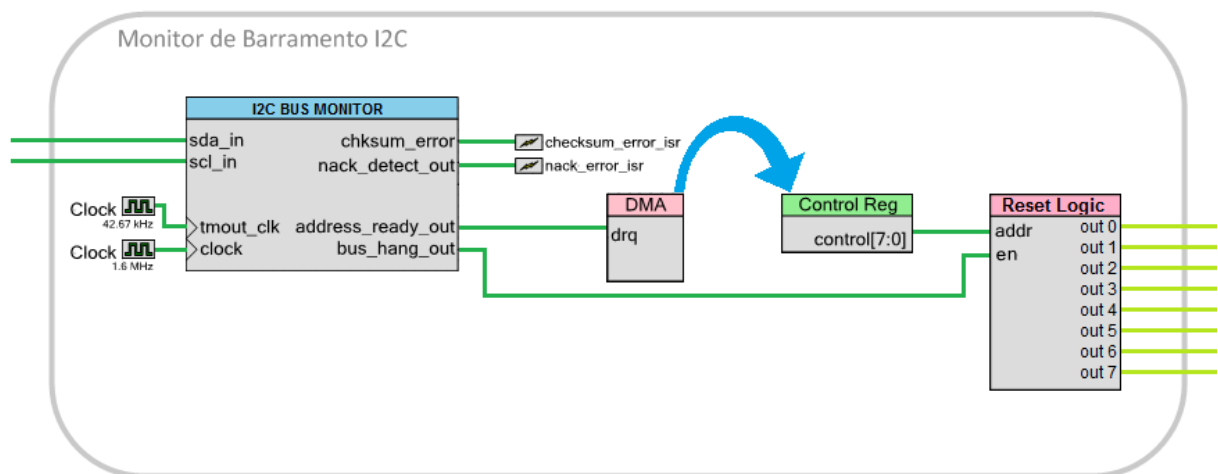 Monitor de Barramento I2C
I2C BUS MONITOR
sda_in
scl_in
chksum_error
nack_detect_out
checksum_error_isr
nack_error_isr
Clock
42.67 kHz
Clock
1.6 MHz
tmout_clk
clock
address_ready_out
bus_hang_out
DMA
drq
Control Reg
control[7:0]
Reset Logic
addr
en
out 0
out 1
out 2
out 3
out 4
out 5
out 6
out 7